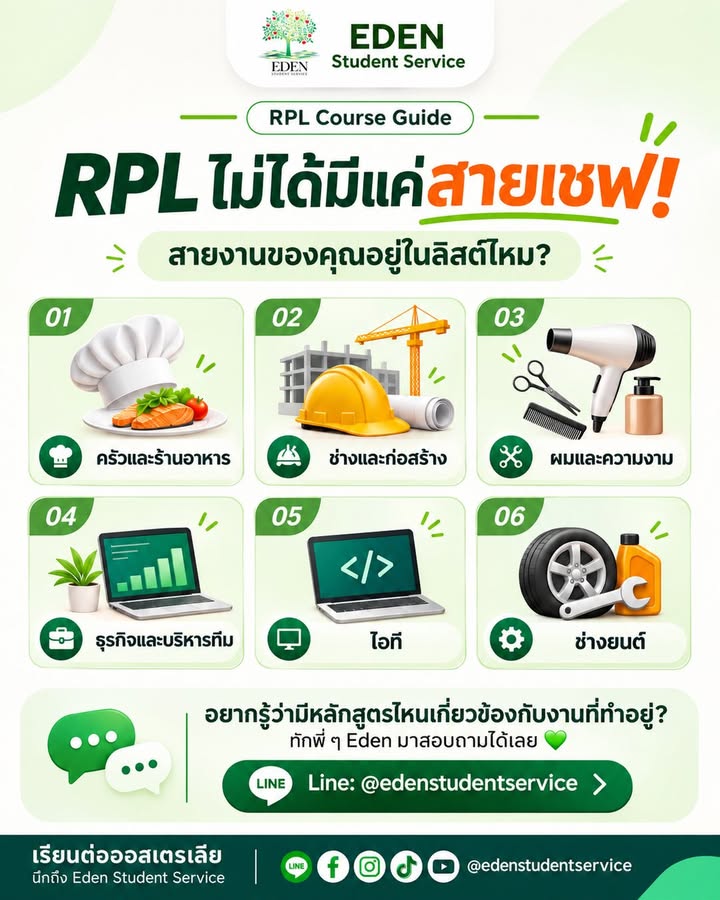 EDEN
STUDENT SERVICE
EDEN
Student Service
RPL Course Guide
RPL ไม่ได้มีแค่สายเชฟ!
สายงานของคุณอยู่ในลิสต์ไหม?
01
ครัวและร้านอาหาร
02
ช่างและก่อสร้าง
03
ผมและความงาม
04
ธุรกิจและบริหารทีม
05
</>
ไอที
06
ช่างยนต์
อยากรู้ว่ามีหลักสูตรไหนเกี่ยวข้องกับงานที่ทำอยู่?
ทักพี่ ๆ Eden มาสอบถามได้เลย 💚
LINE Line: @edenstudentservice
เรียนต่อออสเตรเลีย
นึกถึง Eden Student Service
LINE @edenstudentservice